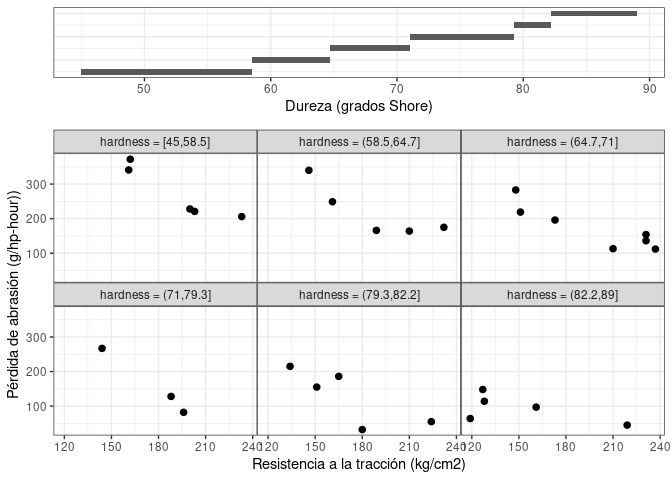 50 60 70 80 90
Dureza (grados Shore)
hardness = [45,58.5] hardness = (58.5,64.7] hardness = (64.7,71]
300
200
100
Pérdida de abrasión (g/hp-hour))
hardness = (71,79.3] hardness = (79.3,82.2] hardness = (82.2,89]
300
200
100
120 150 180 210 240 120 150 180 210 240 120 150 180 210 240
Resistencia a la tracción (kg/cm2)